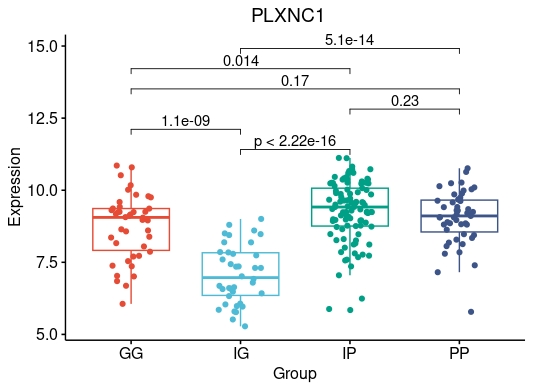 PLXNC1
15.0
12.5
10.0
7.5
5.0
Expression
5.1e-14
0.014
0.17
0.23
1.1e-09
p < 2.22e-16
GG IG IP PP
Group